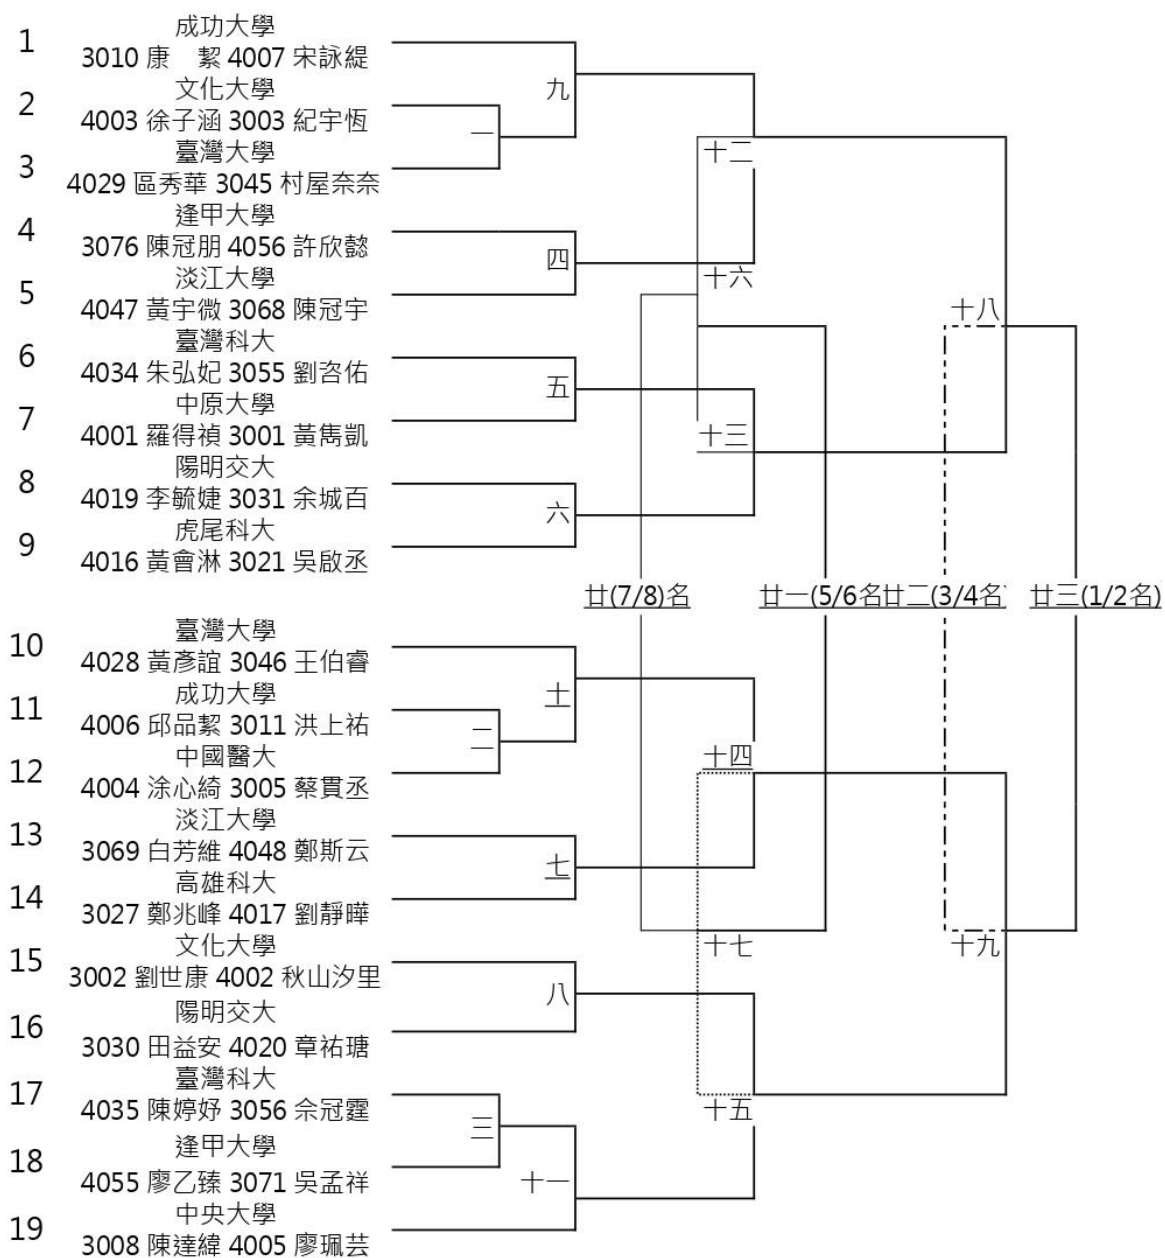 成功大學
1
3010 康　絜 4007 宋詠緹
九
文化大學
2
4003 徐子涵 3003 紀宇恆
一
十二
臺灣大學
3
4029 區秀華 3045 村屋奈奈
逢甲大學
4
3076 陳冠朋 4056 許欣懿
四
十六
淡江大學
5
4047 黃宇微 3068 陳冠宇
十八
臺灣科大
6
4034 朱弘妃 3055 劉咨佑
五
中原大學
7
4001 羅得禎 3001 黃雋凱
十三
陽明交大
8
4019 李毓婕 3031 余城百
六
虎尾科大
9
4016 黃會淋 3021 吳啟丞
廿(7/8)名 廿一(5/6名 廿二(3/4名 廿三(1/2名)
臺灣大學
10
4028 黃彥誼 3046 王伯睿
十
成功大學
11
4006 邱品絜 3011 洪上祐
二
十四
中國醫大
12
4004 涂心綺 3005 蔡貫丞
淡江大學
13
3069 白芳維 4048 鄭斯云
七
高雄科大
14
3027 鄭兆峰 4017 劉靜曄
十七
十九
文化大學
15
3002 劉世康 4002 秋山汐里
八
陽明交大
16
3030 田益安 4020 章祐瑭
臺灣科大
17
4035 陳婷妤 3056 佘冠霆
三
十五
逢甲大學
18
4055 廖乙臻 3071 吳孟祥
十一
中央大學
19
3008 陳達緯 4005 廖珮芸